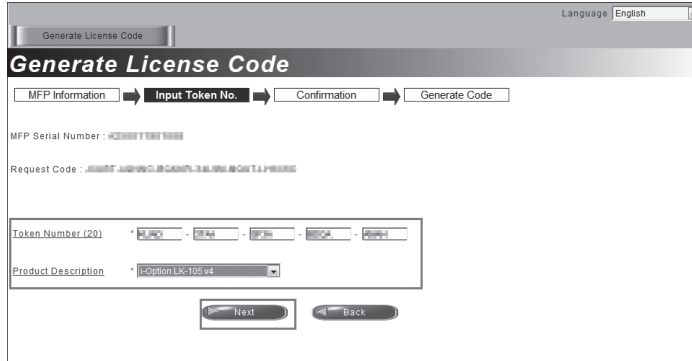 Language English
Generate License Code
Generate License Code
MFP Information Input Token No. Confirmation Generate Code
MFP Serial Number :
Request Code :
Token Number (20) * - - - -
Product Description * i-Option LK-105 v4
Next Back